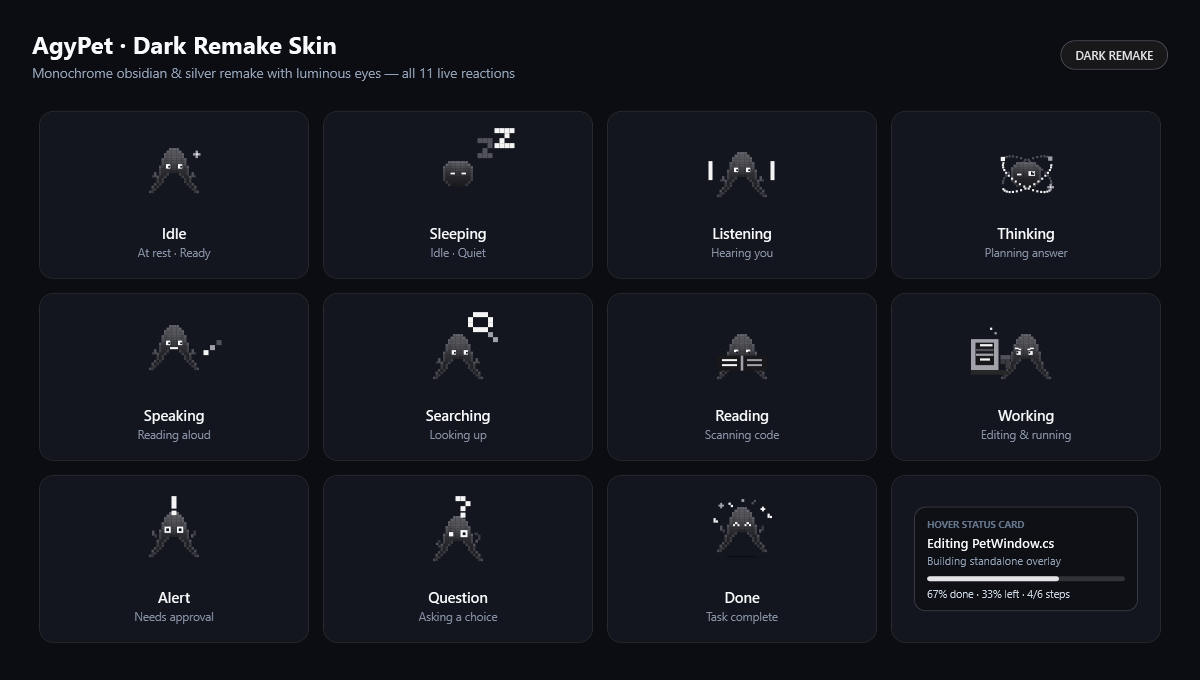 AgyPet · Dark Remake Skin
Monochrome obsidian & silver remake with luminous eyes — all 11 live reactions
DARK REMAKE
Idle
At rest · Ready
Sleeping
Idle · Quiet
Listening
Hearing you
Thinking
Planning answer
Speaking
Reading aloud
Searching
Looking up
Reading
Scanning code
Working
Editing & running
Alert
Needs approval
Question
Asking a choice
Done
Task complete
HOVER STATUS CARD
Editing PetWindow.cs
Building standalone overlay
67% done · 33% left · 4/6 steps